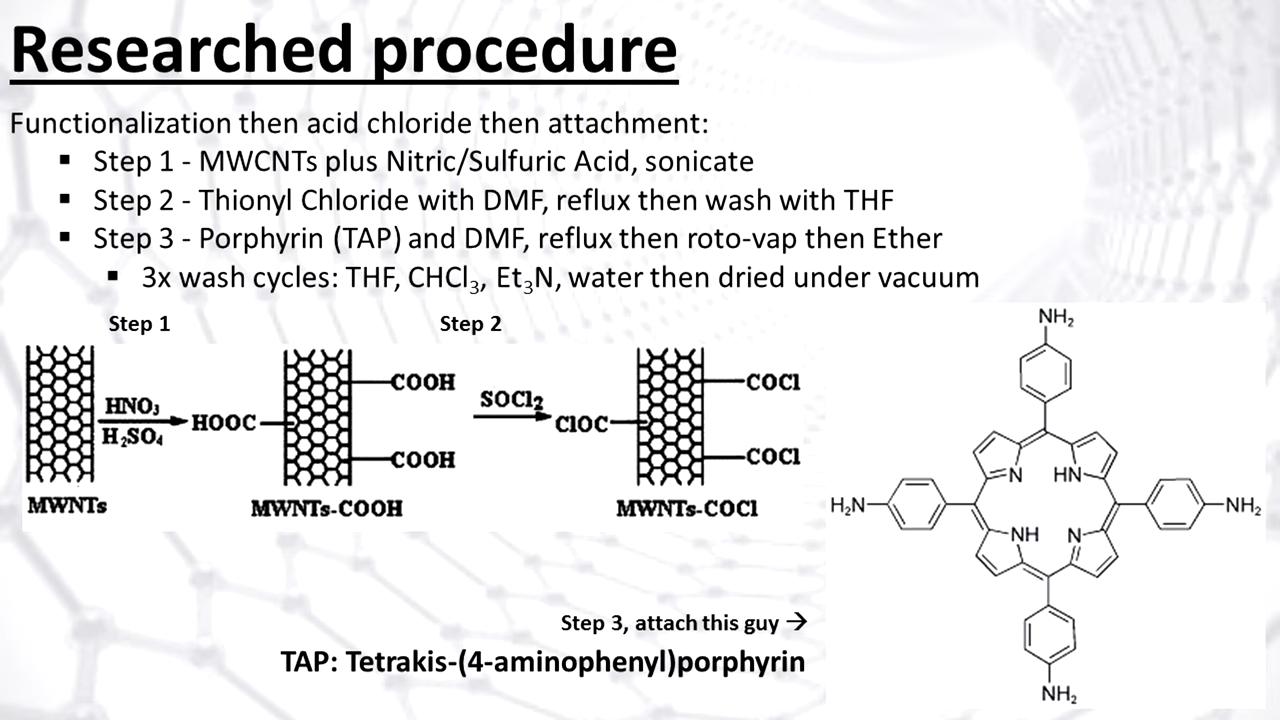 Researched procedure
Functionalization then acid chloride then attachment:
▪ Step 1 - MWCNTs plus Nitric/Sulfuric Acid, sonicate
▪ Step 2 - Thionyl Chloride with DMF, reflux then wash with THF
▪ Step 3 - Porphyrin (TAP) and DMF, reflux then roto-vap then Ether
▪ 3x wash cycles: THF, CHCl₃, Et₃N, water then dried under vacuum
Step 1
Step 2
HNO₃
H₂SO₄
MWNTs
HOOC
COOH
COOH
MWNTs-COOH
SOCl₂
ClOC
COCl
COCl
MWNTs-COCl
NH₂
N
HN
H₂N
NH₂
NH
N
NH₂
Step 3, attach this guy →
TAP: Tetrakis-(4-aminophenyl)porphyrin